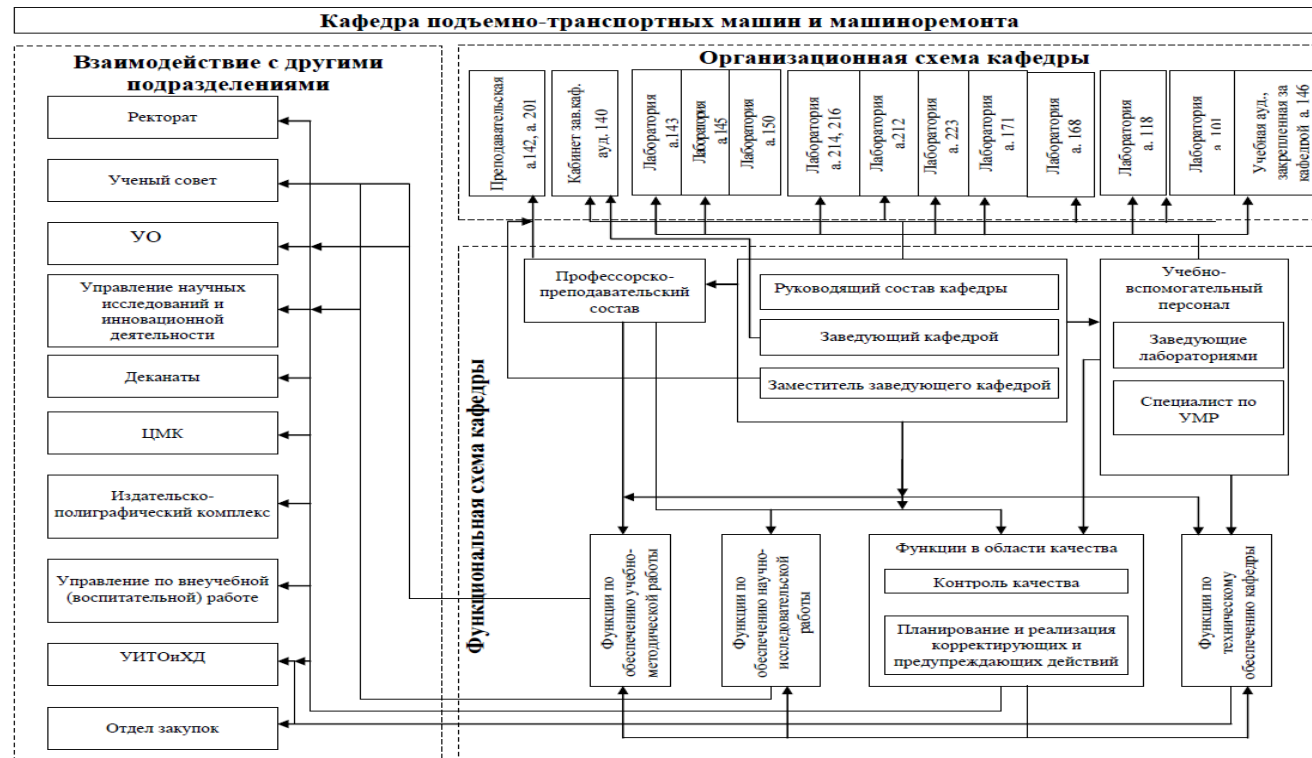 Кафедра подъемно-транспортных машин и машиноремонта
Взаимодействие с другими
подразделениями
Ректорат
Ученый совет
УО
Управление научных
исследований и
инновационной
деятельности
Деканаты
ЦМК
Издательско-
полиграфический комплекс
Управление по внеучебной
(воспитательной) работе
УИТОиХД
Отдел закупок
Организационная схема кафедры
Преподавательская
а.142, а. 201
Кабинет зав.каф.
ауд. 140
Лаборатория
а.143
Лаборатория
а.145
Лаборатория
а.150
Лаборатория
а. 214, 216
Лаборатория
а.212
Лаборатория
а. 223
Лаборатория
а. 171
Лаборатория
а. 168
Лаборатория
а. 118
Лаборатория
а. 101
Учебная ауд.,
закрепленная за
кафедрой а. 146
Функциональная схема кафедры
Профессорско-
преподавательский
состав
Руководящий состав кафедры
Заведующий кафедрой
Заместитель заведующего кафедрой
Учебно-
вспомогательный
персонал
Заведующие
лабораториями
Специалист по
УМР
Функции по
обеспечению учебно-
методической работы
Функции по
обеспечению научно-
исследовательской
работы
Функции в области качества
Контроль качества
Планирование и реализация
корректирующих и
предупреждающих действий
Функции по
техническому
обеспечению кафедры